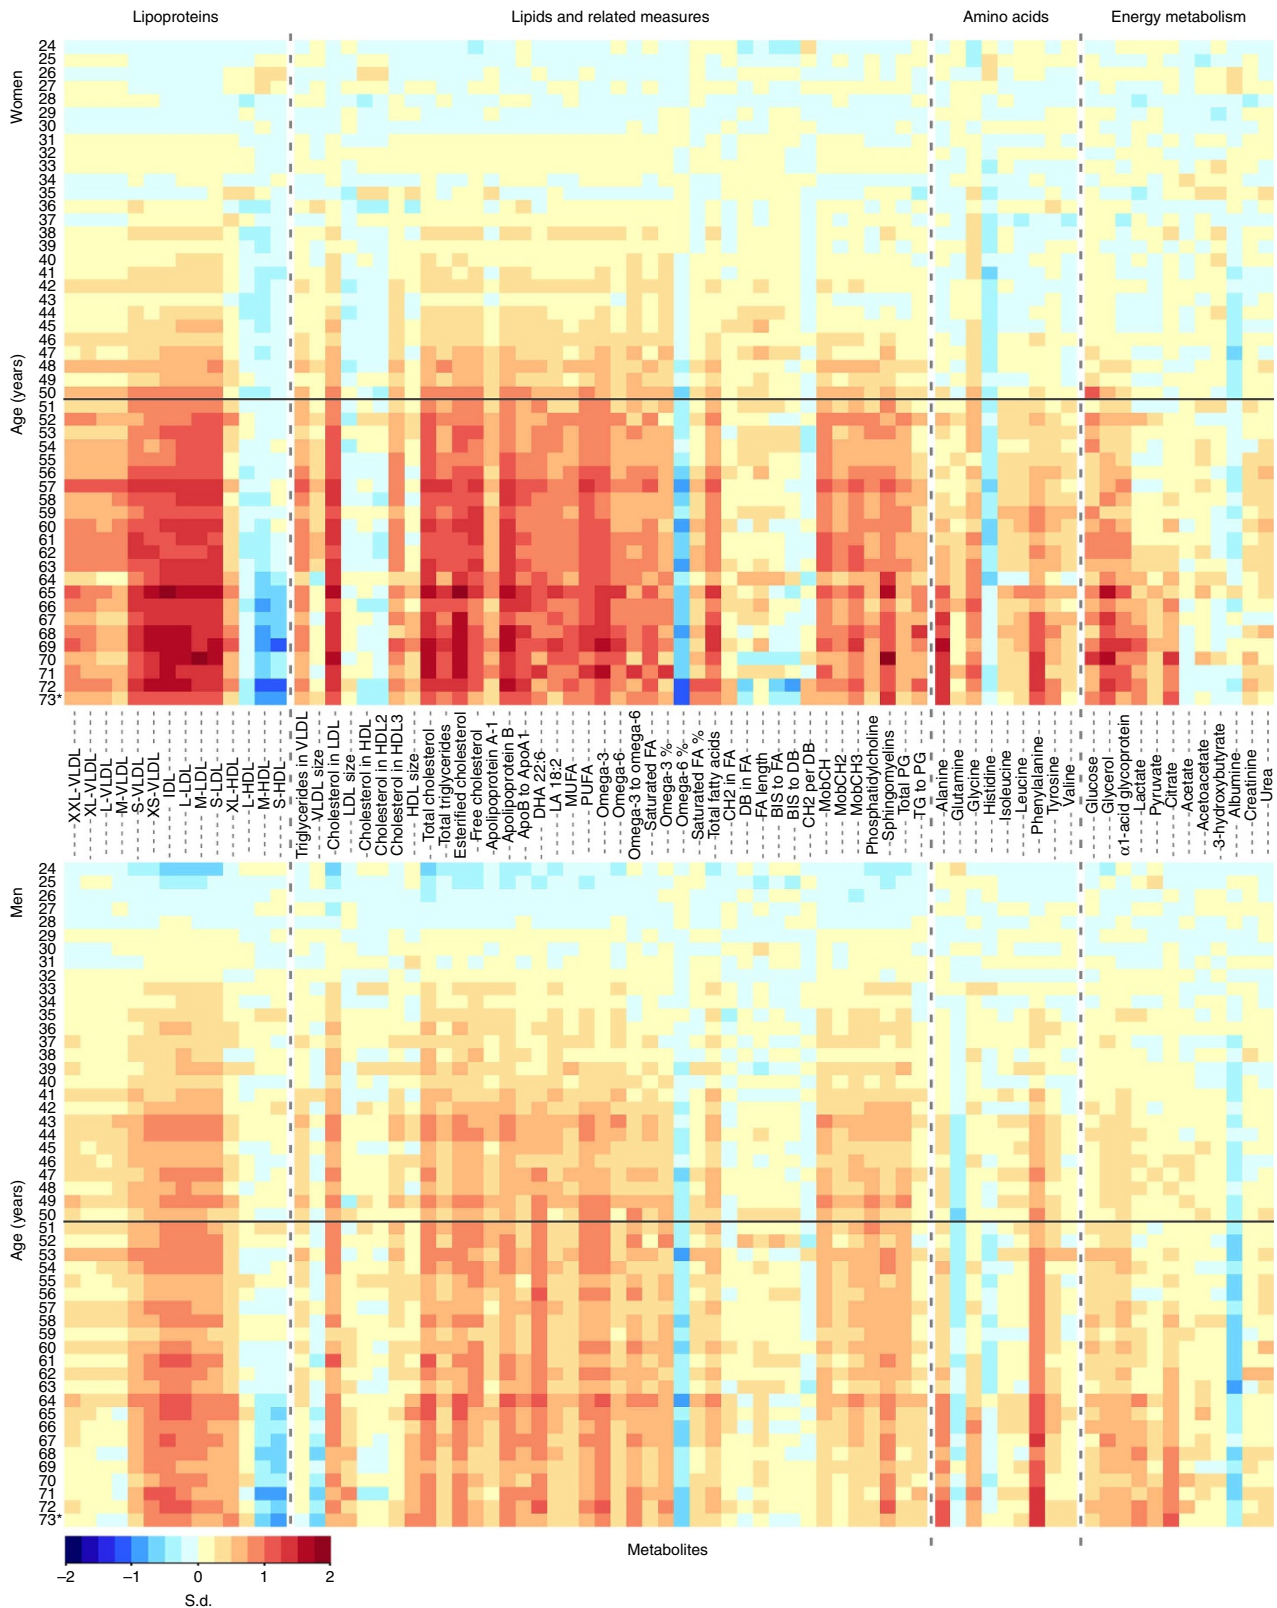 Lipoproteins Lipids and related measures Amino acids Energy metabolism
Women
Age (years)
24
25
26
27
28
29
30
31
32
33
34
35
36
37
38
39
40
41
42
43
44
45
46
47
48
49
50
51
52
53
54
55
56
57
58
59
60
61
62
63
64
65
66
67
68
69
70
71
72
73*
XXL-VLDL
XL-VLDL
L-VLDL
M-VLDL
S-VLDL
XS-VLDL
IDL
L-LDL
M-LDL
S-LDL
XL-HDL
L-HDL
M-HDL
S-HDL
Triglycerides in VLDL
VLDL size
Cholesterol in LDL
LDL size
Cholesterol in HDL
Cholesterol in HDL2
Cholesterol in HDL3
HDL size
Total cholesterol
Total triglycerides
Esterified cholesterol
Free cholesterol
Apolipoprotein A-1
Apolipoprotein B
ApoB to ApoA1
DHA 22:6
LA 18:2
MUFA
PUFA
Omega-3
Omega-6
Omega-3 to omega-6
Saturated FA
Omega-3 %
Omega-6 %
Saturated FA %
Total fatty acids
CH2 in FA
DB in FA
FA length
BIS to FA
BIS to DB
CH2 per DB
MobCH
MobCH2
MobCH3
Phosphatidylcholine
Sphingomyelins
Total PG
TG to PG
Alanine
Glutamine
Glycine
Histidine
Isoleucine
Leucine
Phenylalanine
Tyrosine
Valine
Glucose
Glycerol
α1-acid glycoprotein
Lactate
Pyruvate
Citrate
Acetate
Acetoacetate
3-hydroxybutyrate
Albumine
Creatinine
Urea
Men
Age (years)
24
25
26
27
28
29
30
31
32
33
34
35
36
37
38
39
40
41
42
43
44
45
46
47
48
49
50
51
52
53
54
55
56
57
58
59
60
61
62
63
64
65
66
67
68
69
70
71
72
73*
Metabolites
−2 −1 0 1 2
S.d.